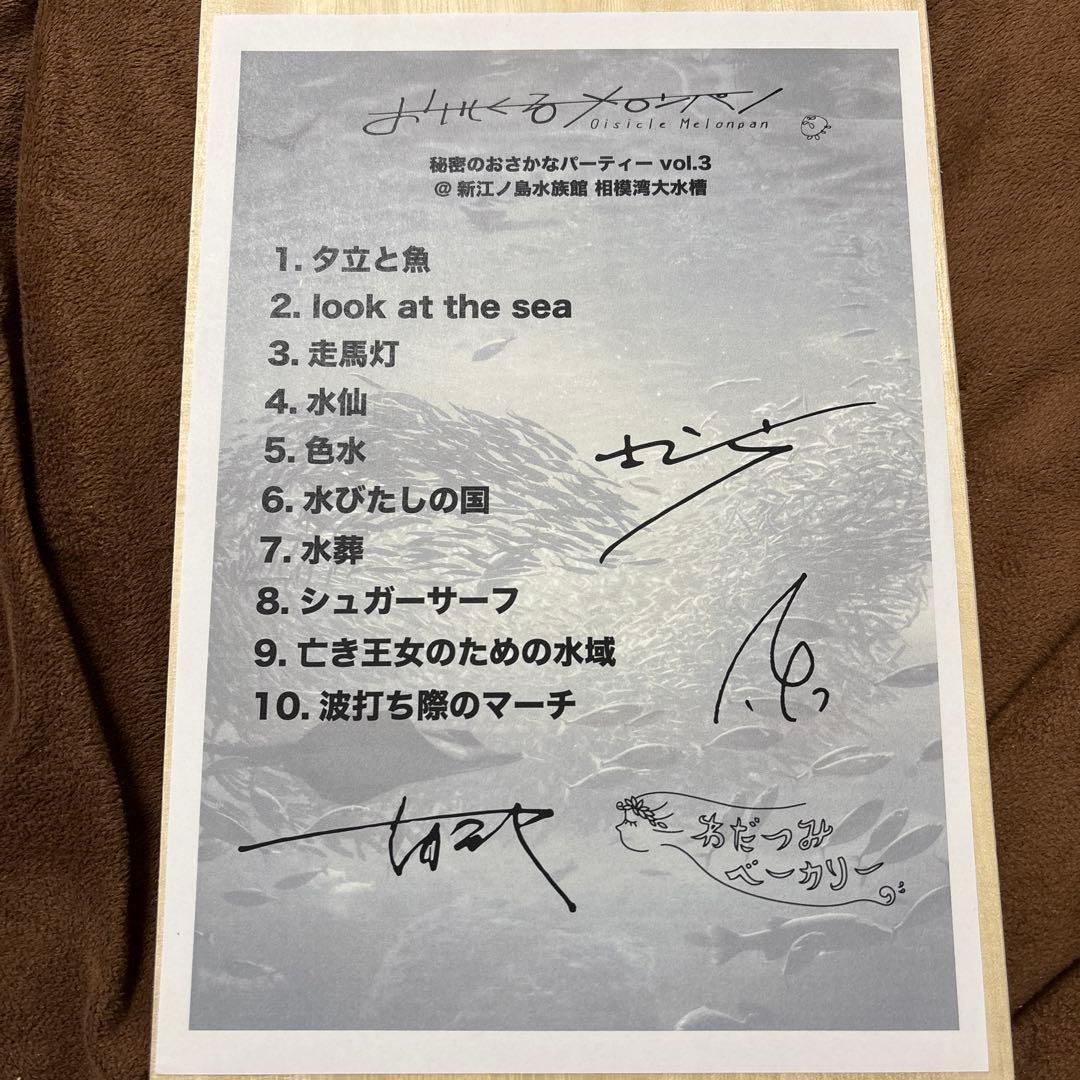 おいしくるメロンパン
Oisicle Melonpan
秘密のおさかなパーティー vol.3
@ 新江ノ島水族館 相模湾大水槽
1. 夕立と魚
2. look at the sea
3. 走馬灯
4. 水仙
5. 色水
6. 水びたしの国
7. 水葬
8. シュガーサーフ
9. 亡き王女のための水域
10. 波打ち際のマーチ
わだつみ
ベーカリー